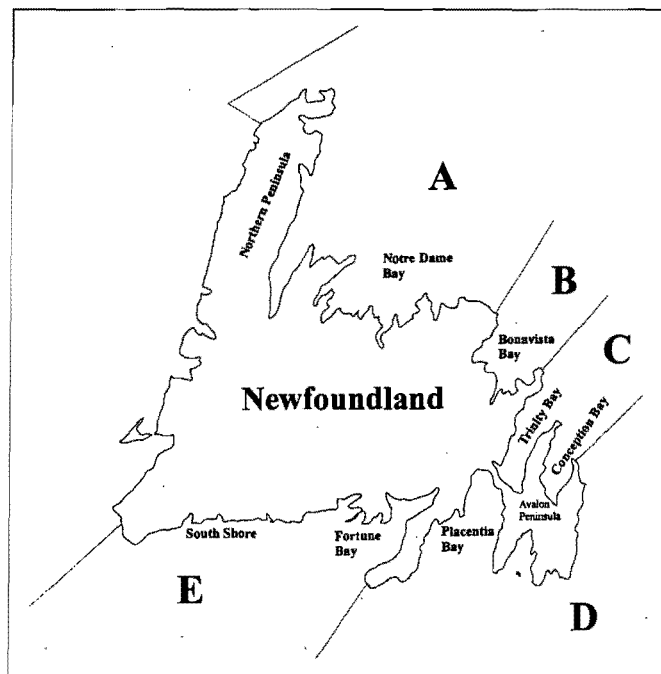 A
Northern Peninsula
Notre Dame
Bay
B
Bonavista
Bay
C
Newfoundland
Trinity Bay
Conception Bay
Avalon
Peninsula
South Shore
Fortune
Bay
Placentia
Bay
E
D